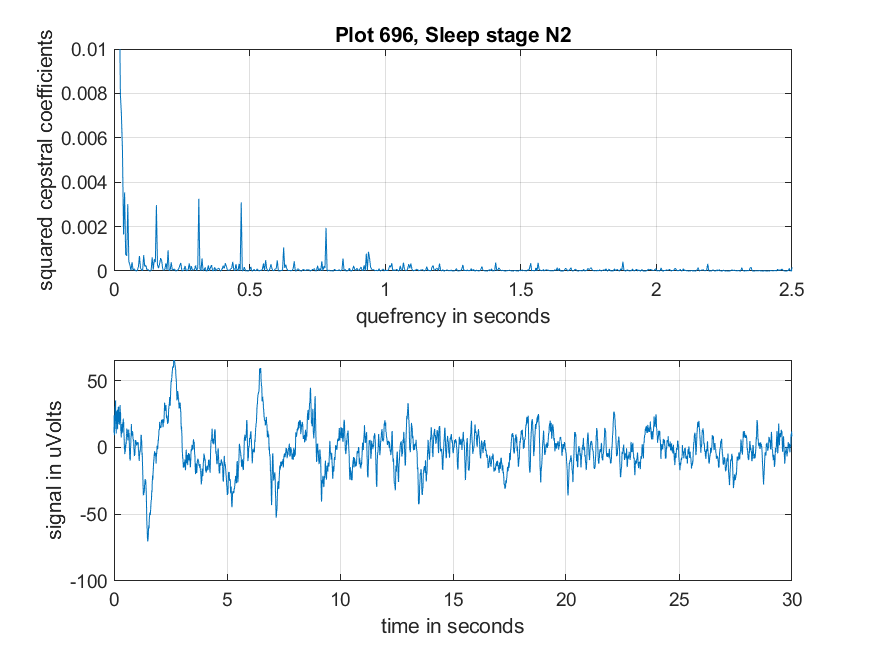 Plot 696, Sleep stage N2
squared cepstral coefficients
0.01
0.008
0.006
0.004
0.002
0
0 0.5 1 1.5 2 2.5
quefrency in seconds
signal in uVolts
50
0
-50
-100
0 5 10 15 20 25 30
time in seconds